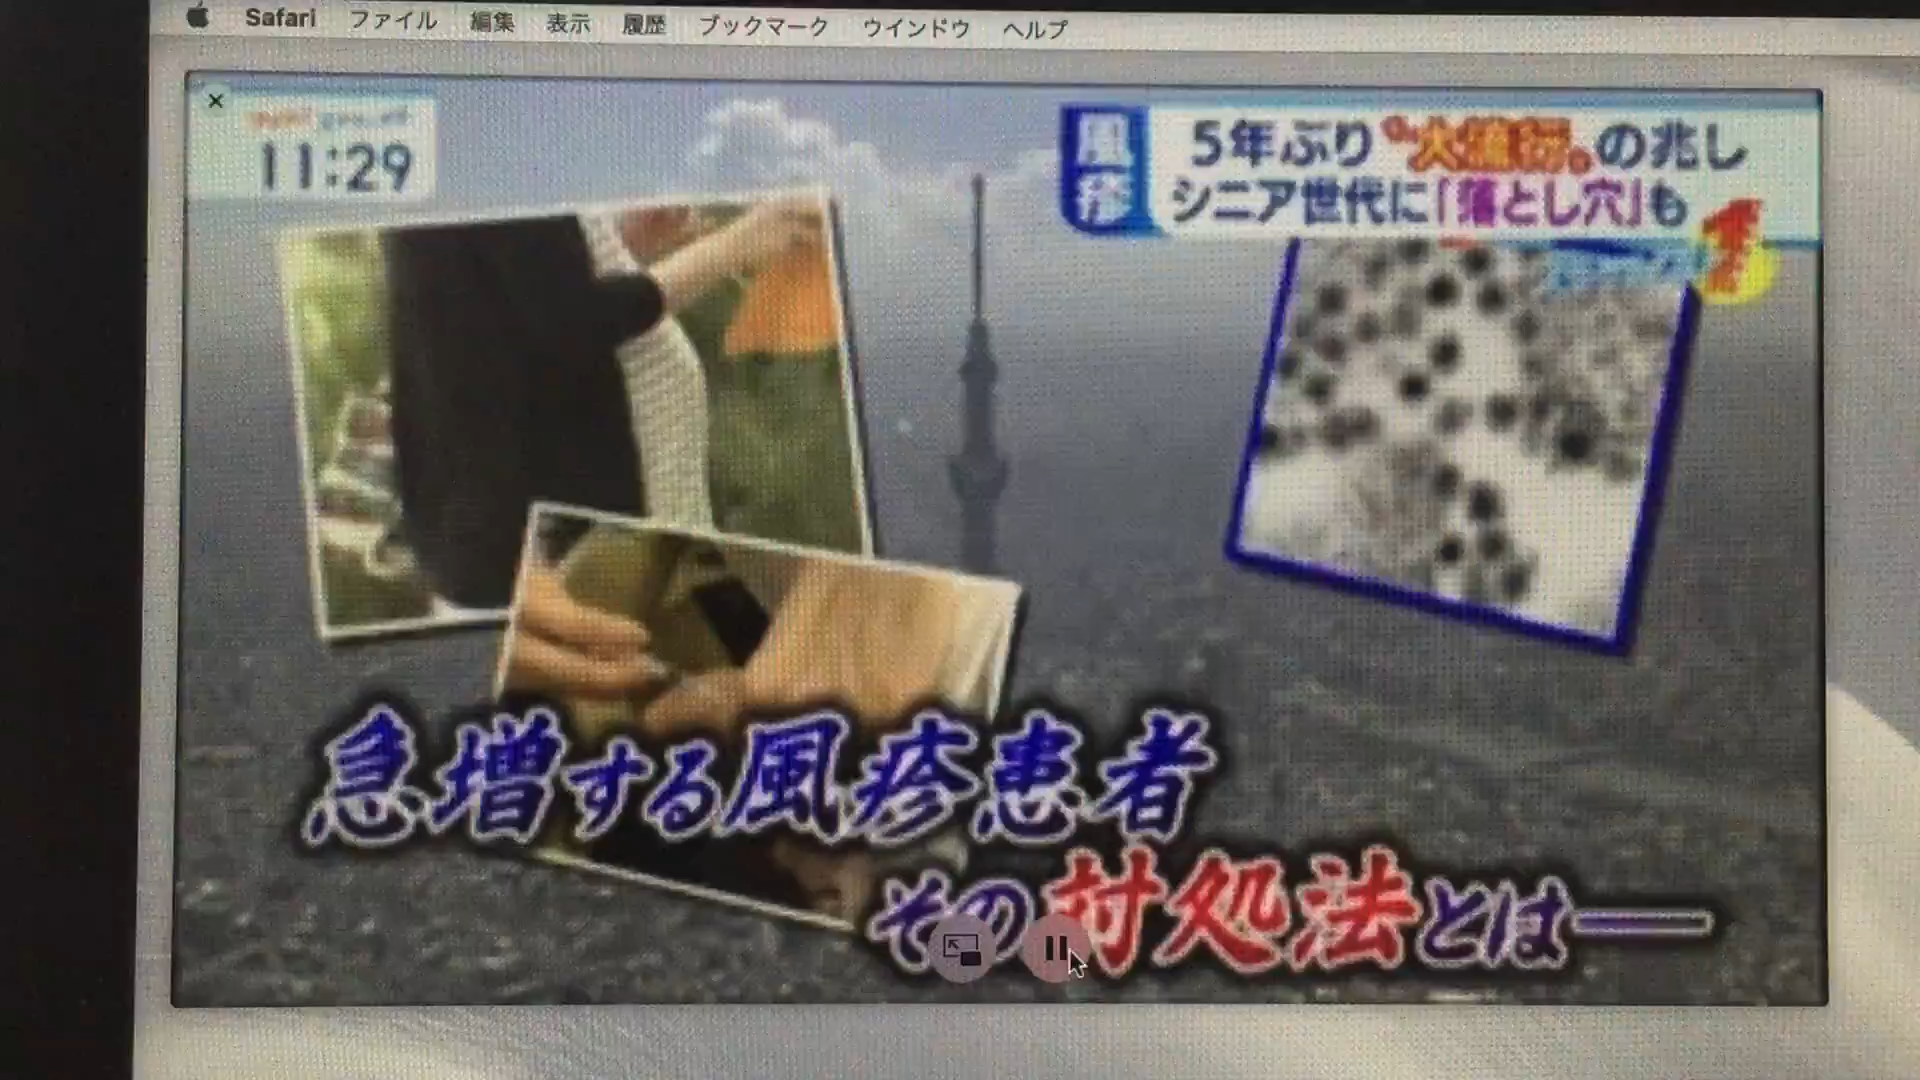 Safari ファイル 編集 表示 履歴 ブックマーク ウインドウ ヘルプ
11:29
風疹
5年ぶり“大流行”の兆し
シニア世代に「落とし穴」も
急増する風疹患者
その対処法とは──